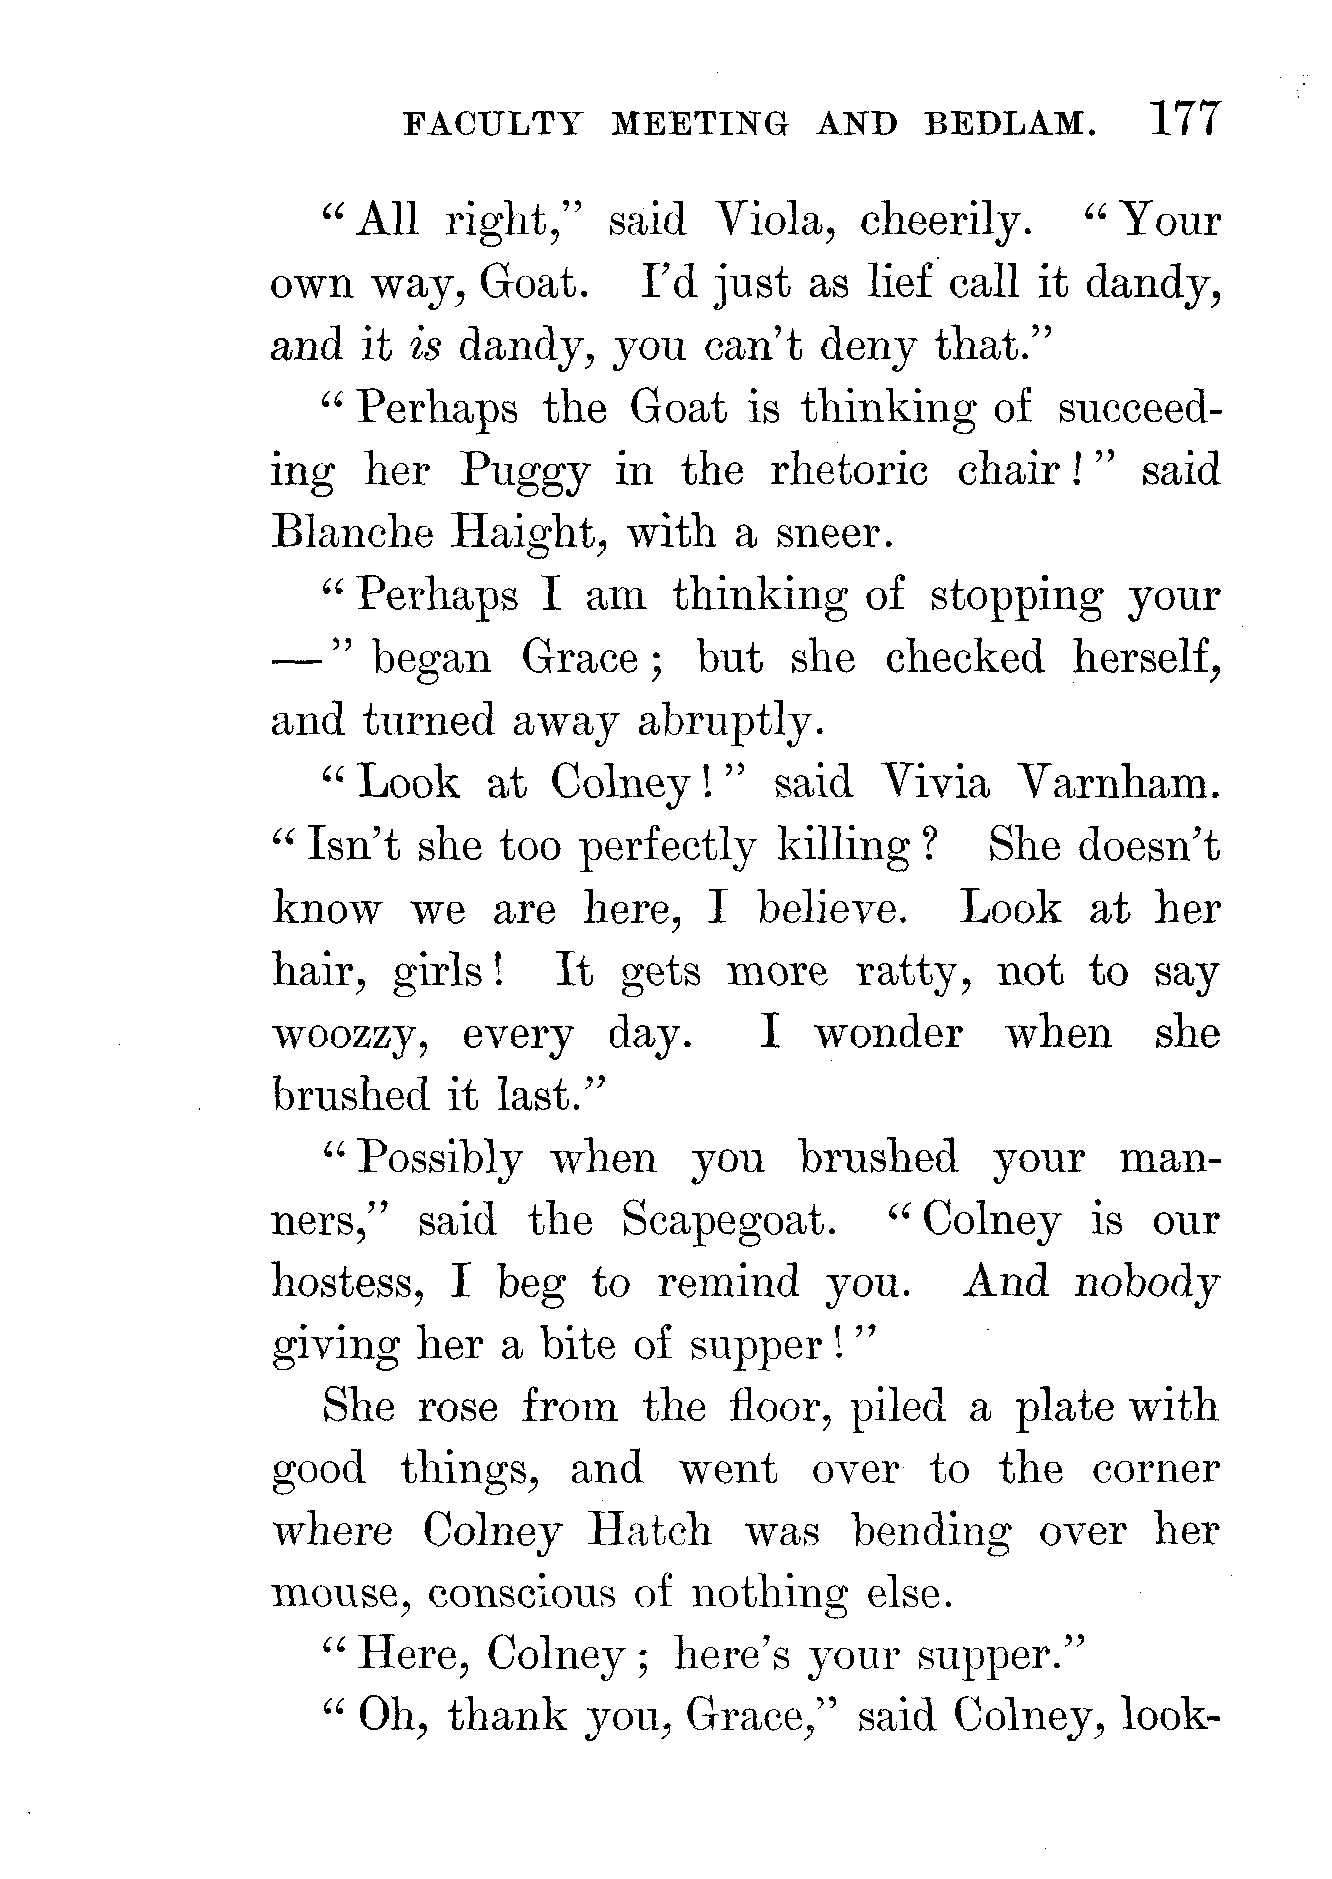 FACULTY MEETING AND BEDLAM. 177
“All right,” said Viola, cheerily. “Your
own way, Goat. I’d just as lief call it dandy,
and it is dandy, you can’t deny that.”
“Perhaps the Goat is thinking of succeed-
ing her Puggy in the rhetoric chair!” said
Blanche Haight, with a sneer.
“Perhaps I am thinking of stopping your
—” began Grace; but she checked herself,
and turned away abruptly.
“Look at Colney!” said Vivia Varnham.
“Isn’t she too perfectly killing? She doesn’t
know we are here, I believe. Look at her
hair, girls! It gets more ratty, not to say
woozzy, every day. I wonder when she
brushed it last.”
“Possibly when you brushed your man-
ners,” said the Scapegoat. “Colney is our
hostess, I beg to remind you. And nobody
giving her a bite of supper!”
She rose from the floor, piled a plate with
good things, and went over to the corner
where Colney Hatch was bending over her
mouse, conscious of nothing else.
“Here, Colney; here’s your supper.”
“Oh, thank you, Grace,” said Colney, look-